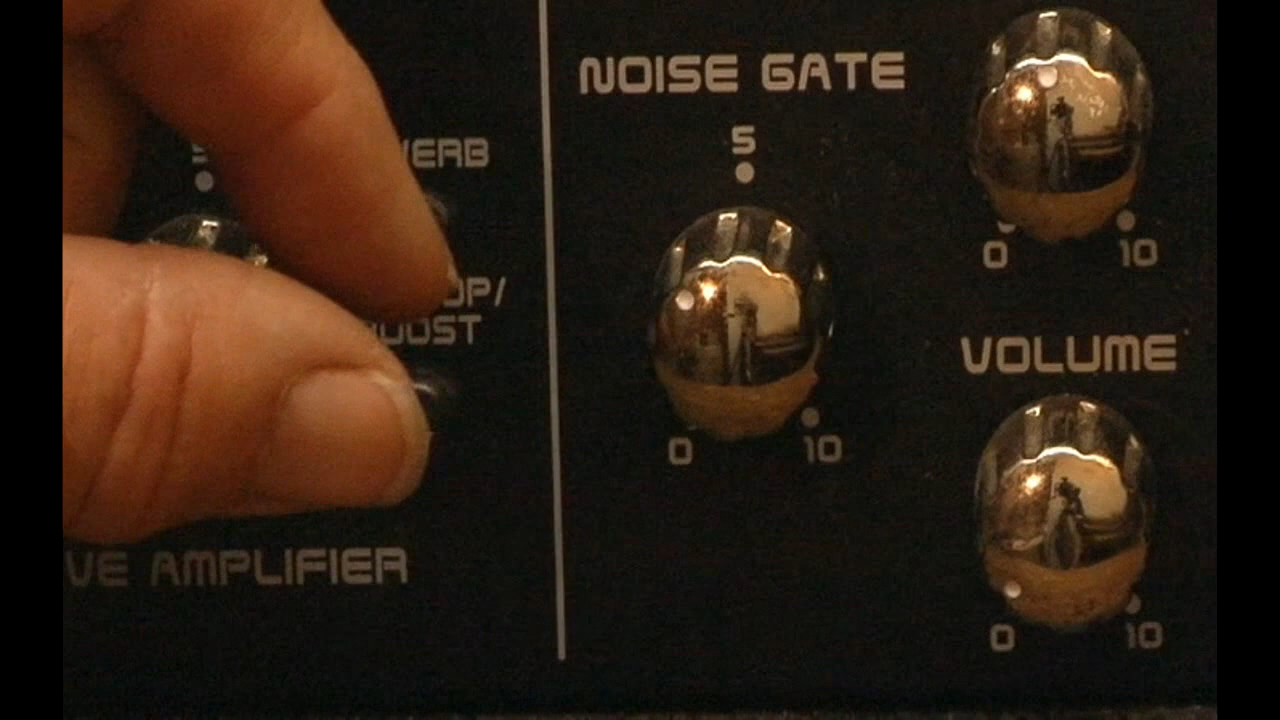 NOISE GATE
5
VERB
0 10
OP/
OOST
VOLUME
0 10
VE AMPLIFIER
0 10